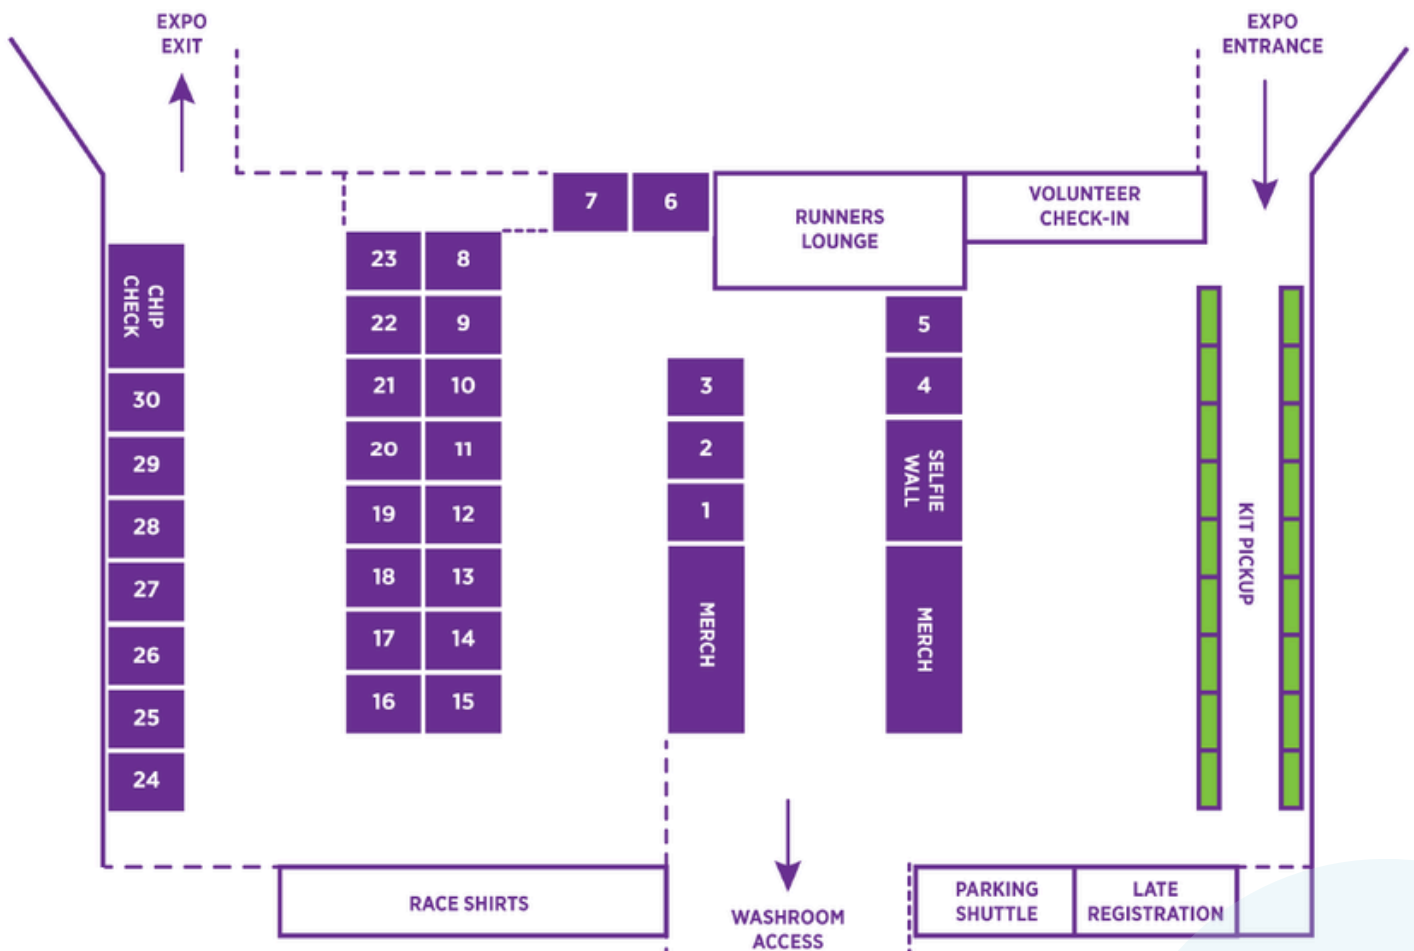 EXPO
EXIT
EXPO
ENTRANCE
7
6
RUNNERS
LOUNGE
VOLUNTEER
CHECK-IN
CHIP
CHECK
30
29
28
27
26
25
24
23
8
22
9
21
10
20
11
19
12
18
13
17
14
16
15
3
2
1
MERCH
5
4
SELFIE
WALL
MERCH
KIT PICKUP
RACE SHIRTS
WASHROOM
ACCESS
PARKING
SHUTTLE
LATE
REGISTRATION